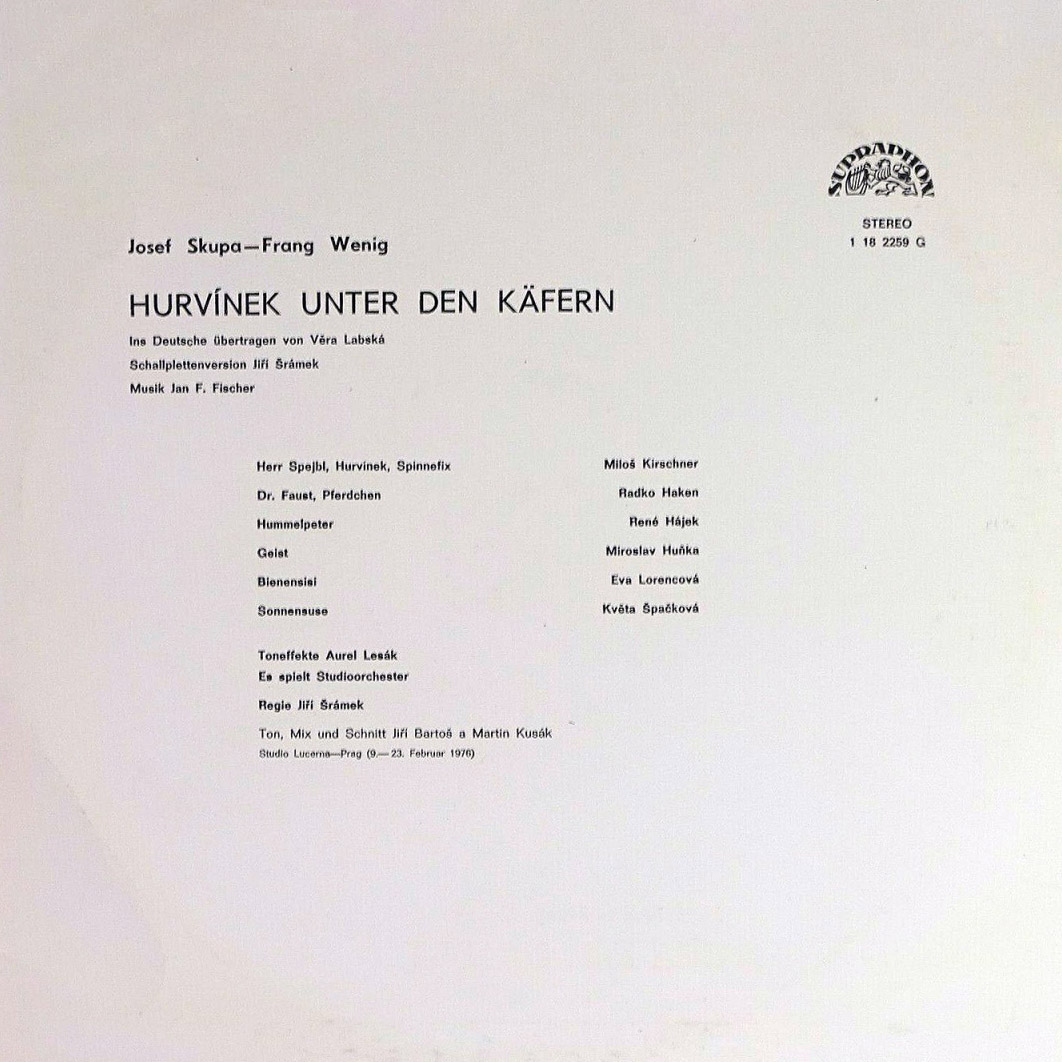 SUPRAPHON
STEREO
1 18 2259 G
Josef Skupa—Frang Wenig
HURVÍNEK UNTER DEN KÄFERN
Ins Deutsche übertragen von Věra Labská
Schallplettenversion Jiří Šrámek
Musik Jan F. Fischer
Herr Spejbl, Hurvínek, Spinnefix Miloš Kirschner
Dr. Faust, Pferdchen Radko Haken
Hummelpeter René Hájek
Geist Miroslav Huňka
Bienensisi Eva Lorencová
Sonnensuse Květa Špačková
Toneffekte Aurel Lesák
Es spielt Studioorchester
Regie Jiří Šrámek
Ton, Mix und Schnitt Jiří Bartoš a Martin Kusák
Studio Lucerna—Prag (9.—23. Februar 1976)